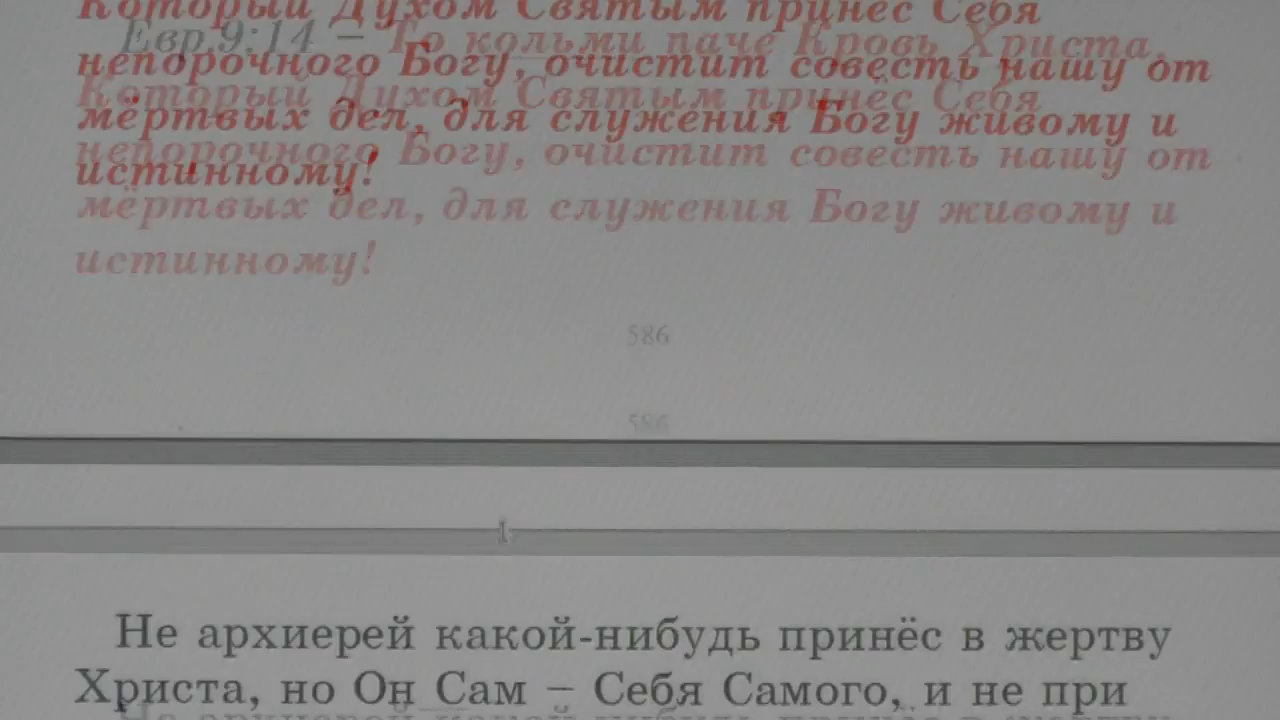 Евр.9:14 – То кольми паче Кровь Христа,
Который Духом Святым принёс Себя
непорочного Богу, очистит совесть нашу от
мёртвых дел, для служения Богу живому и
истинному!
586
Не архиерей какой-нибудь принёс в жертву
Христа, но Он Сам – Себя Самого, и не при